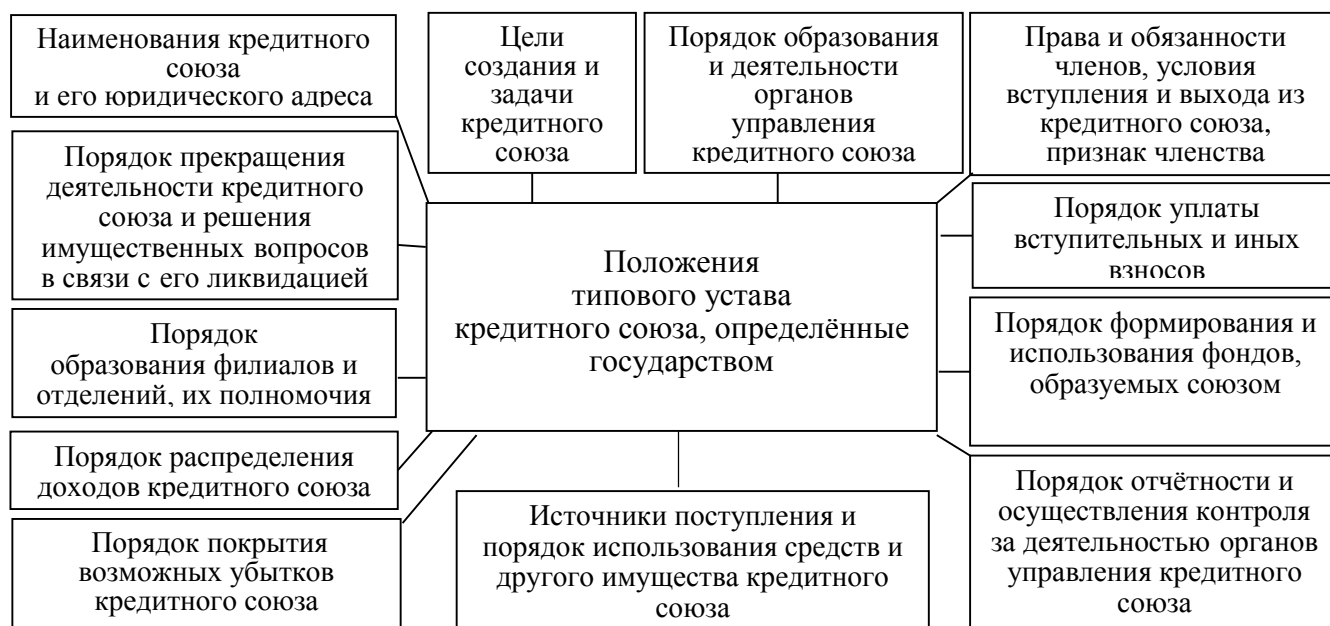 Наименования кредитного
союза
и его юридического адреса
Цели
создания и
задачи
кредитного
союза
Порядок образования
и деятельности
органов
управления
кредитного союза
Права и обязанности
членов, условия
вступления и выхода из
кредитного союза,
признак членства
Порядок прекращения
деятельности кредитного
союза и решения
имущественных вопросов
в связи с его ликвидацией
Положения
типового устава
кредитного союза, определённые
государством
Порядок уплаты
вступительных и иных
взносов
Порядок
образования филиалов и
отделений, их полномочия
Порядок формирования и
использования фондов,
образуемых союзом
Порядок распределения
доходов кредитного союза
Порядок покрытия
возможных убытков
кредитного союза
Источники поступления и
порядок использования средств и
другого имущества кредитного
союза
Порядок отчётности и
осуществления контроля
за деятельностью органов
управления кредитного
союза